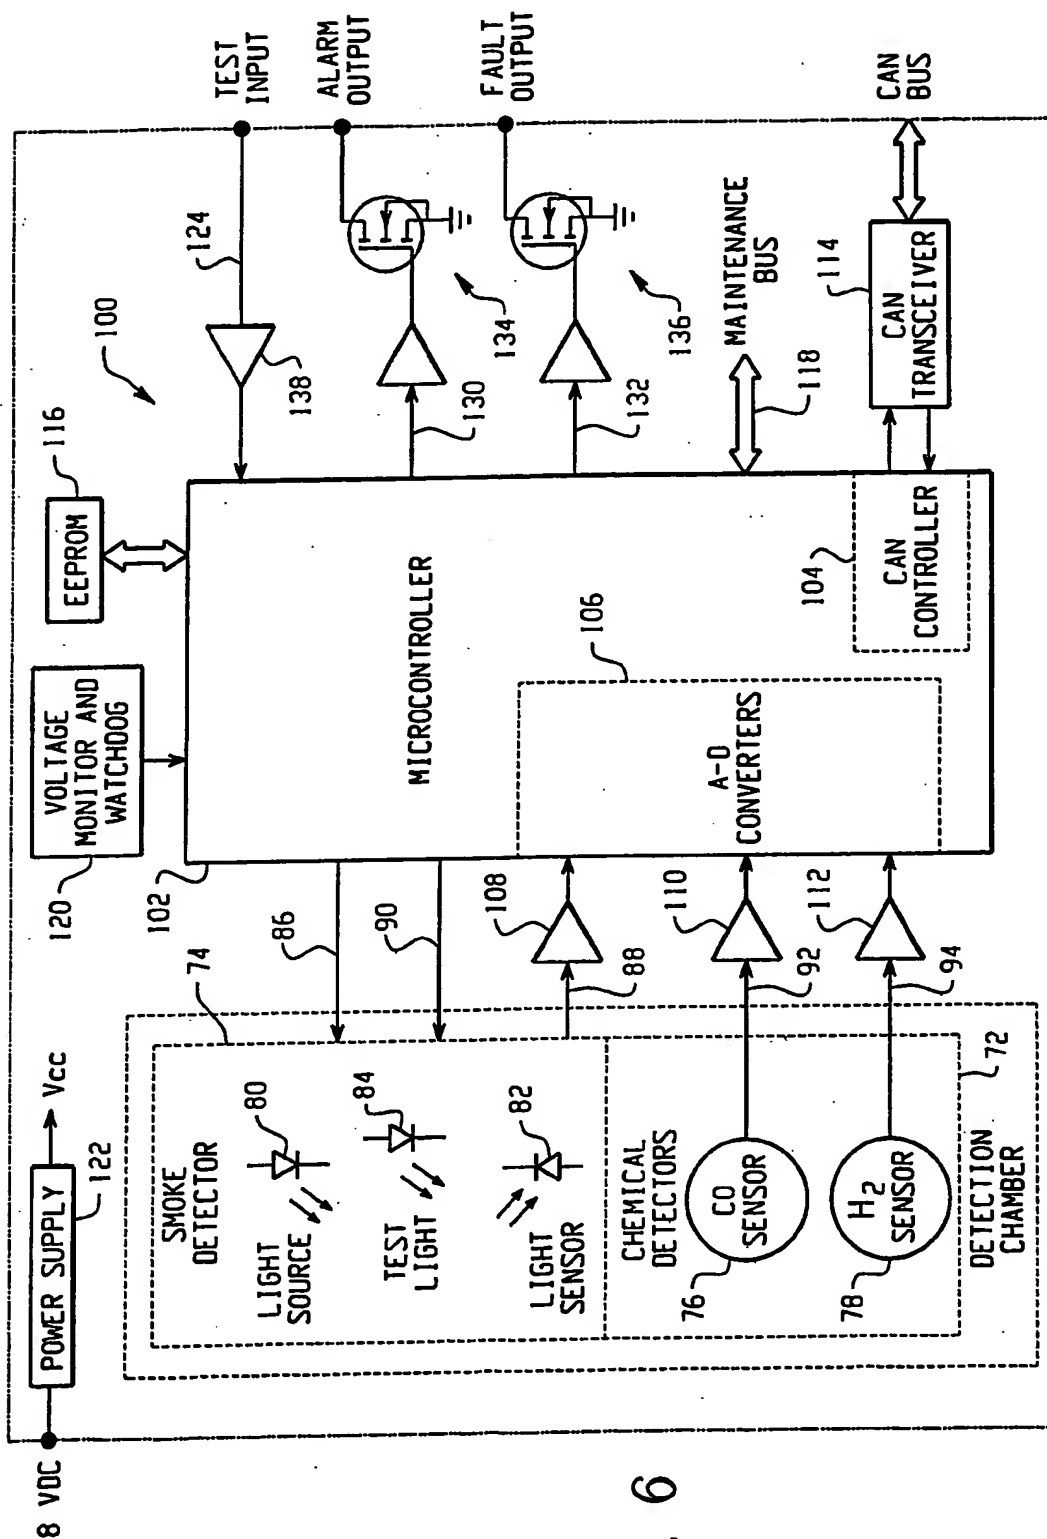 8 VDC
POWER SUPPLY
122
Vcc
VOLTAGE
MONITOR AND
WATCHDOG
120
EEPROM
116
100
SMOKE
DETECTOR
74
LIGHT
SOURCE
80
TEST
LIGHT
84
LIGHT
SENSOR
82
CHEMICAL
DETECTORS
CO
SENSOR
76
H2
SENSOR
78
DETECTION
CHAMBER
72
86
90
88
108
92
110
94
112
102
MICROCONTROLLER
A-D
CONVERTERS
106
CAN
CONTROLLER
104
138
124
TEST
INPUT
130
134
ALARM
OUTPUT
132
136
FAULT
OUTPUT
MAINTENANCE
BUS
118
CAN
TRANSCEIVER
114
CAN
BUS
6